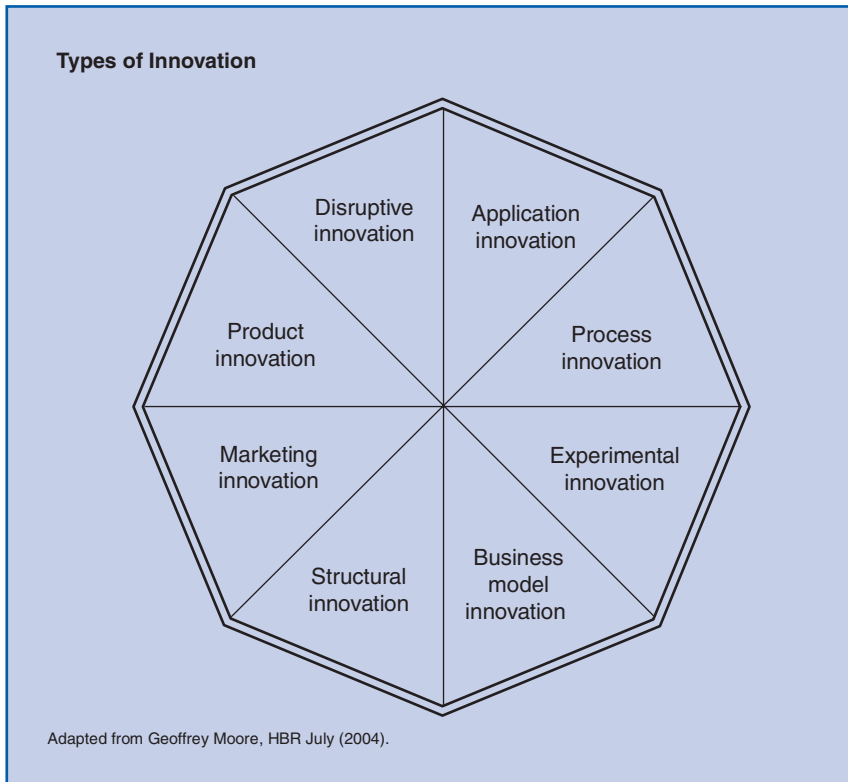 Types of Innovation
Disruptive
innovation
Application
innovation
Product
innovation
Process
innovation
Marketing
innovation
Experimental
innovation
Structural
innovation
Business
model
innovation
Adapted from Geoffrey Moore, HBR July (2004).